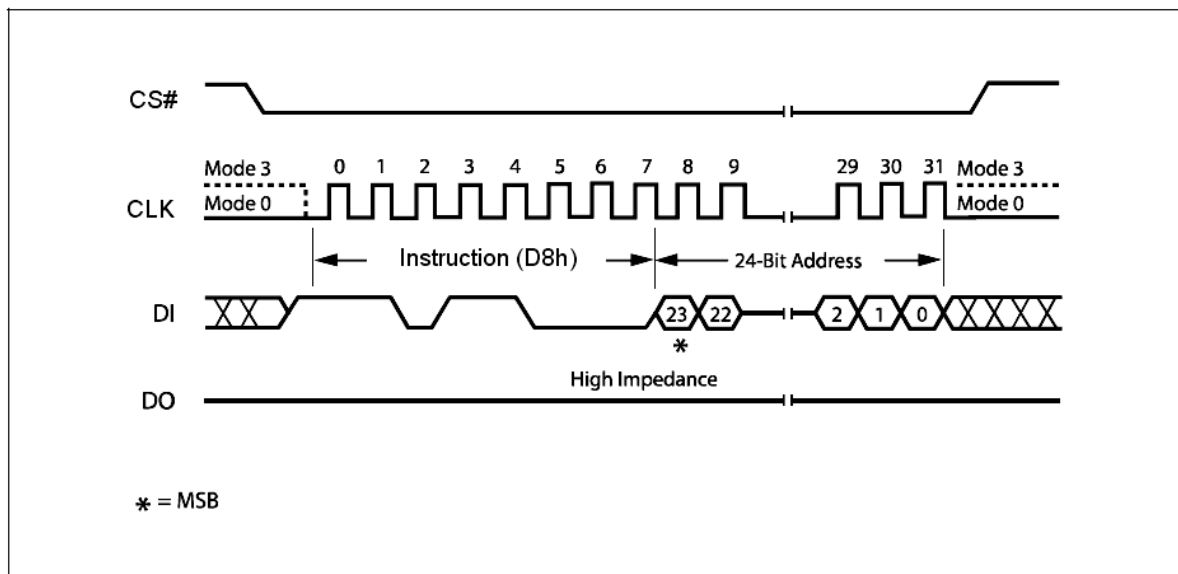 CS#
Mode 3
0 1 2 3 4 5 6 7 8 9 29 30 31
Mode 3
CLK
Mode 0
Mode 0
Instruction (D8h)
24-Bit Address
DI
23 22 2 1 0
*
High Impedance
DO
* = MSB